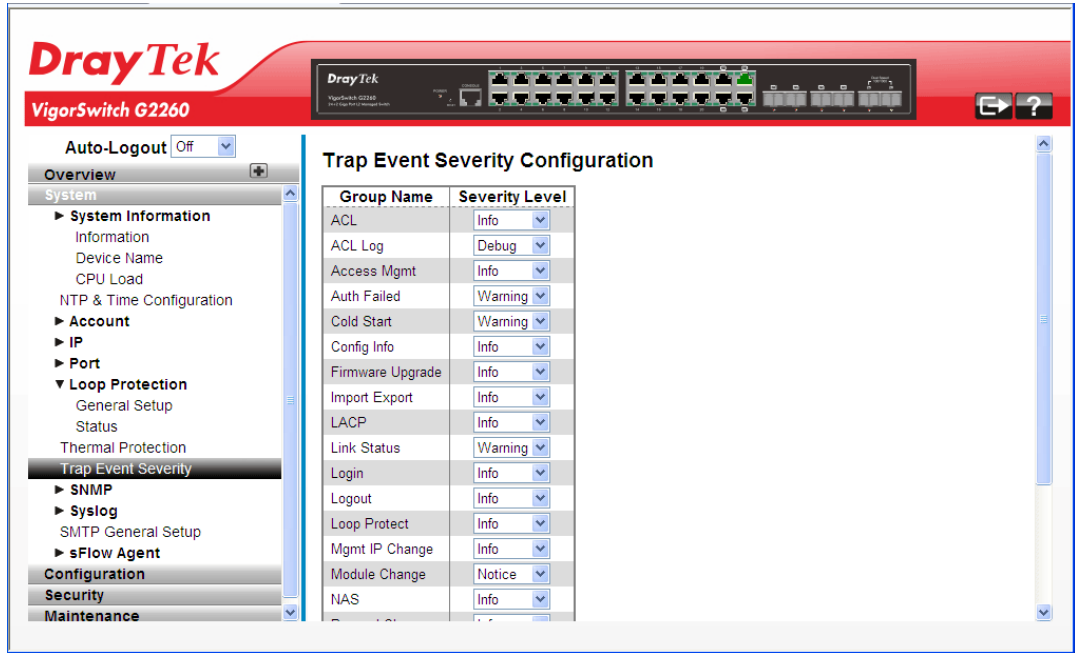 DrayTek
VigorSwitch G2260
DrayTek
VigorSwitch G2260
POWER
CONSOLE
?
Auto-Logout Off
Overview
System
► System Information
Information
Device Name
CPU Load
NTP & Time Configuration
► Account
► IP
► Port
▼ Loop Protection
General Setup
Status
Thermal Protection
Trap Event Severity
► SNMP
► Syslog
SMTP General Setup
► sFlow Agent
Configuration
Security
Maintenance
Trap Event Severity Configuration
Group Name Severity Level
ACL Info
ACL Log Debug
Access Mgmt Info
Auth Failed Warning
Cold Start Warning
Config Info Info
Firmware Upgrade Info
Import Export Info
LACP Info
Link Status Warning
Login Info
Logout Info
Loop Protect Info
Mgmt IP Change Info
Module Change Notice
NAS Info